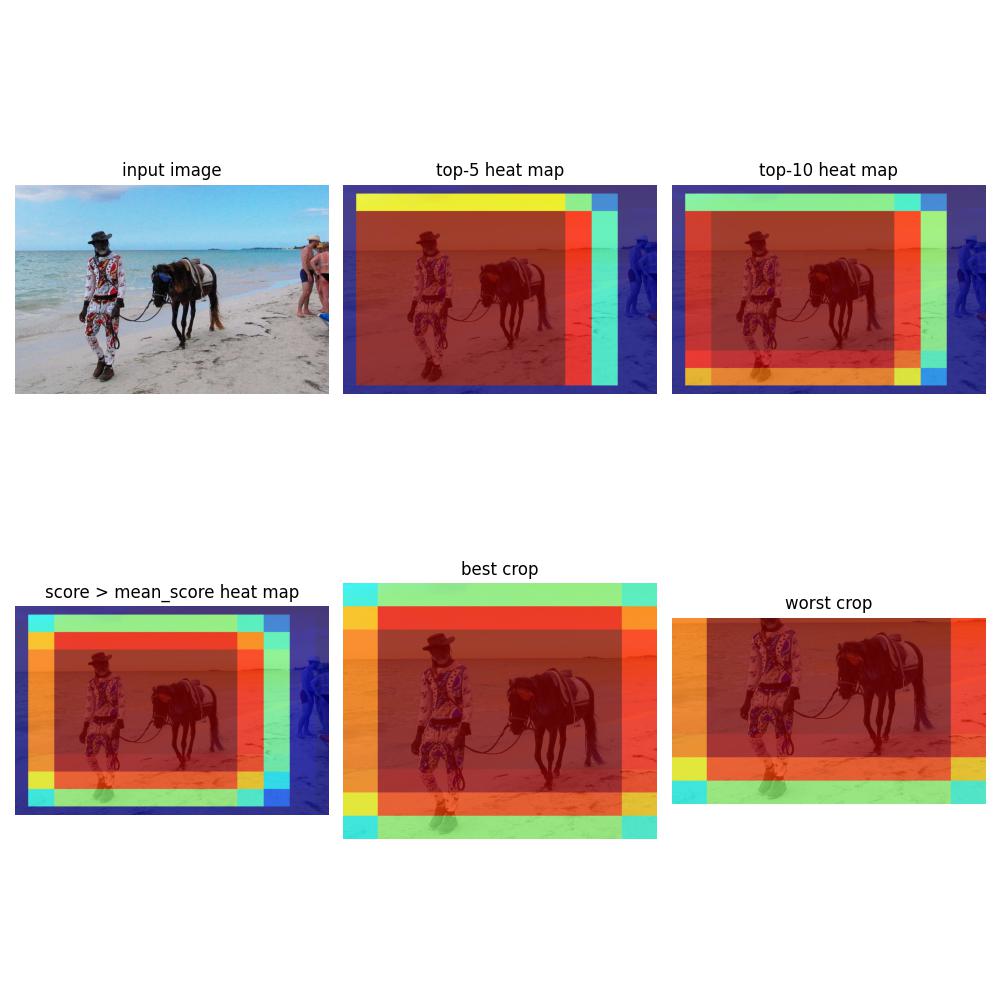 input image
top-5 heat map
top-10 heat map
score > mean_score heat map
best crop
worst crop